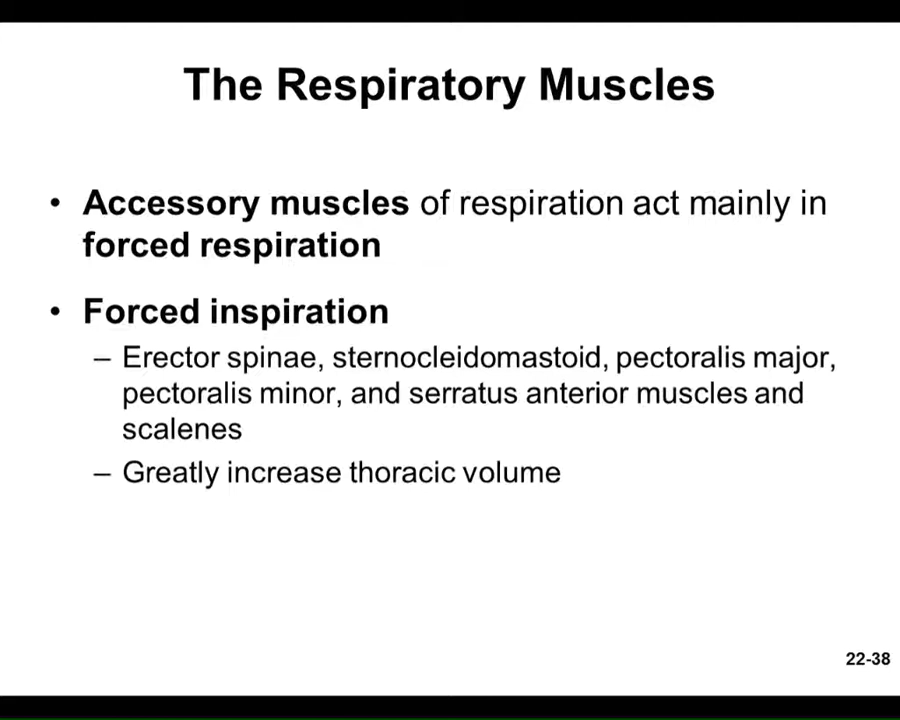 The Respiratory Muscles
• Accessory muscles of respiration act mainly in
forced respiration
• Forced inspiration
– Erector spinae, sternocleidomastoid, pectoralis major,
pectoralis minor, and serratus anterior muscles and
scalenes
– Greatly increase thoracic volume
22-38